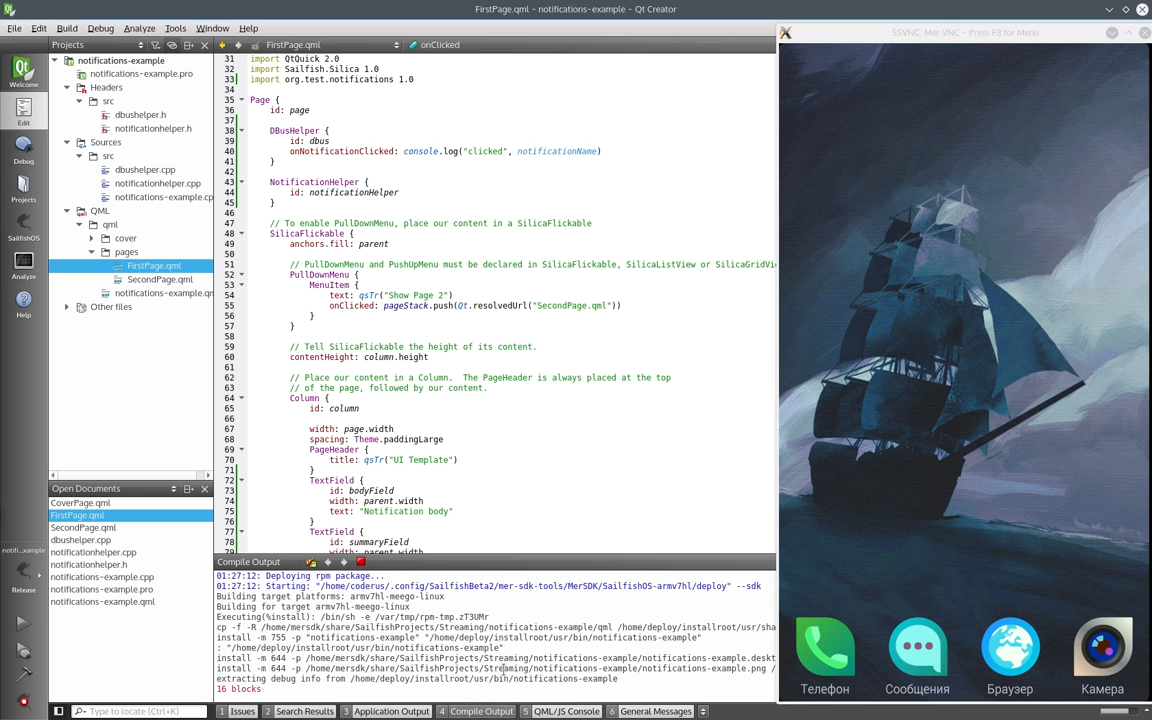 FirstPage.qml - notifications-example - Qt Creator
File Edit Build Debug Analyze Tools Window Help
SSVNC: Mer VNC - Press F8 for Menu
Projects
FirstPage.qml
onClicked
Welcome
Edit
Debug
Projects
SailfishOS
Analyze
Help
notifi...xample
Release
notifications-example
notifications-example.pro
Headers
src
dbushelper.h
notificationhelper.h
Sources
src
dbushelper.cpp
notificationhelper.cpp
notifications-example.cp
QML
qml
cover
pages
FirstPage.qml
SecondPage.qml
notifications-example.qm
Other files
Open Documents
CoverPage.qml
FirstPage.qml
SecondPage.qml
dbushelper.cpp
notificationhelper.cpp
notificationhelper.h
notifications-example.cpp
notifications-example.pro
notifications-example.qml
31 import QtQuick 2.0
32 import Sailfish.Silica 1.0
33 import org.test.notifications 1.0
34
35 Page {
36 id: page
37
38 DBusHelper {
39 id: dbus
40 onNotificationClicked: console.log("clicked", notificationName)
41 }
42
43 NotificationHelper {
44 id: notificationHelper
45 }
46
47 // To enable PullDownMenu, place our content in a SilicaFlickable
48 SilicaFlickable {
49 anchors.fill: parent
50
51 // PullDownMenu and PushUpMenu must be declared in SilicaFlickable, SilicaListView or SilicaGridVi
52 PullDownMenu {
53 MenuItem {
54 text: qsTr("Show Page 2")
55 onClicked: pageStack.push(Qt.resolvedUrl("SecondPage.qml"))
56 }
57 }
58
59 // Tell SilicaFlickable the height of its content.
60 contentHeight: column.height
61
62 // Place our content in a Column.  The PageHeader is always placed at the top
63 // of the page, followed by our content.
64 Column {
65 id: column
66
67 width: page.width
68 spacing: Theme.paddingLarge
69 PageHeader {
70 title: qsTr("UI Template")
71 }
72 TextField {
73 id: bodyField
74 width: parent.width
75 text: "Notification body"
76 }
77 TextField {
78 id: summaryField
79 width: parent.width
Compile Output
01:27:12: Deploying rpm package...
01:27:12: Starting: "/home/coderus/.config/SailfishBeta2/mer-sdk-tools/MerSDK/SailfishOS-armv7hl/deploy" --sdk
Building target platforms: armv7hl-meego-linux
Building for target armv7hl-meego-linux
Executing(%install): /bin/sh -e /var/tmp/rpm-tmp.zT3UMr
cp -f -R /home/mersdk/share/SailfishProjects/Streaming/notifications-example/qml /home/deploy/installroot/usr/sha
install -m 755 -p "notifications-example" "/home/deploy/installroot/usr/bin/notifications-example"
: "/home/deploy/installroot/usr/bin/notifications-example"
install -m 644 -p /home/mersdk/share/SailfishProjects/Streaming/notifications-example/notifications-example.deskt
install -m 644 -p /home/mersdk/share/SailfishProjects/Streaming/notifications-example/notifications-example.png /
extracting debug info from /home/deploy/installroot/usr/bin/notifications-example
16 blocks
Type to locate (Ctrl+K)
1 Issues 2 Search Results 3 Application Output 4 Compile Output 5 QML/JS Console 6 General Messages
Телефон Сообщения Браузер Камера